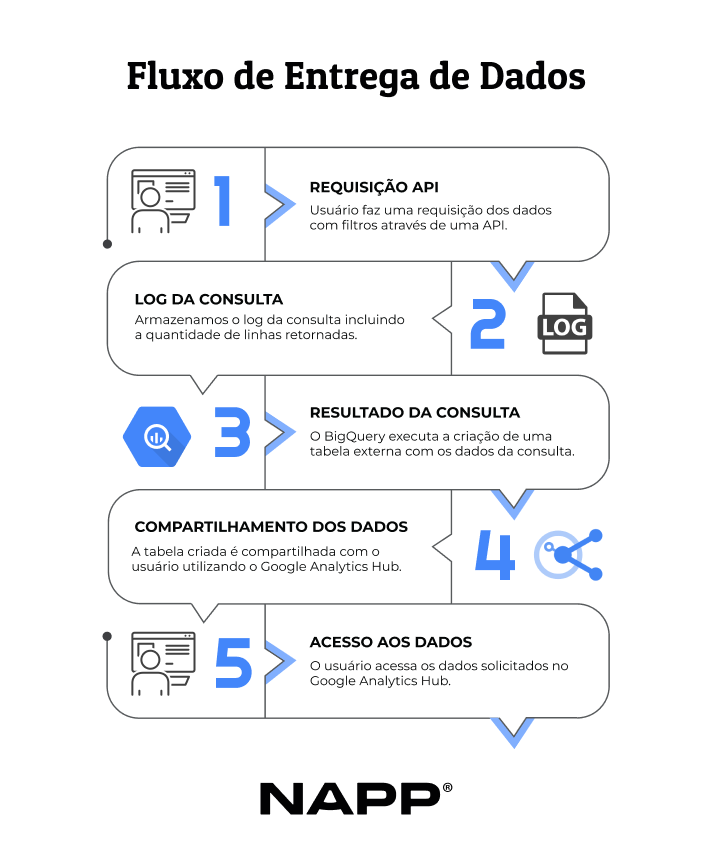 Fluxo de Entrega de Dados
1
REQUISIÇÃO API
Usuário faz uma requisição dos dados
com filtros através de uma API.
LOG DA CONSULTA
Armazenamos o log da consulta incluindo
a quantidade de linhas retornadas.
2
LOG
3
RESULTADO DA CONSULTA
O BigQuery executa a criação de uma
tabela externa com os dados da consulta.
COMPARTILHAMENTO DOS DADOS
A tabela criada é compartilhada com o
usuário utilizando o Google Analytics Hub.
4
5
ACESSO AOS DADOS
O usuário acessa os dados solicitados no
Google Analytics Hub.
NAPP®